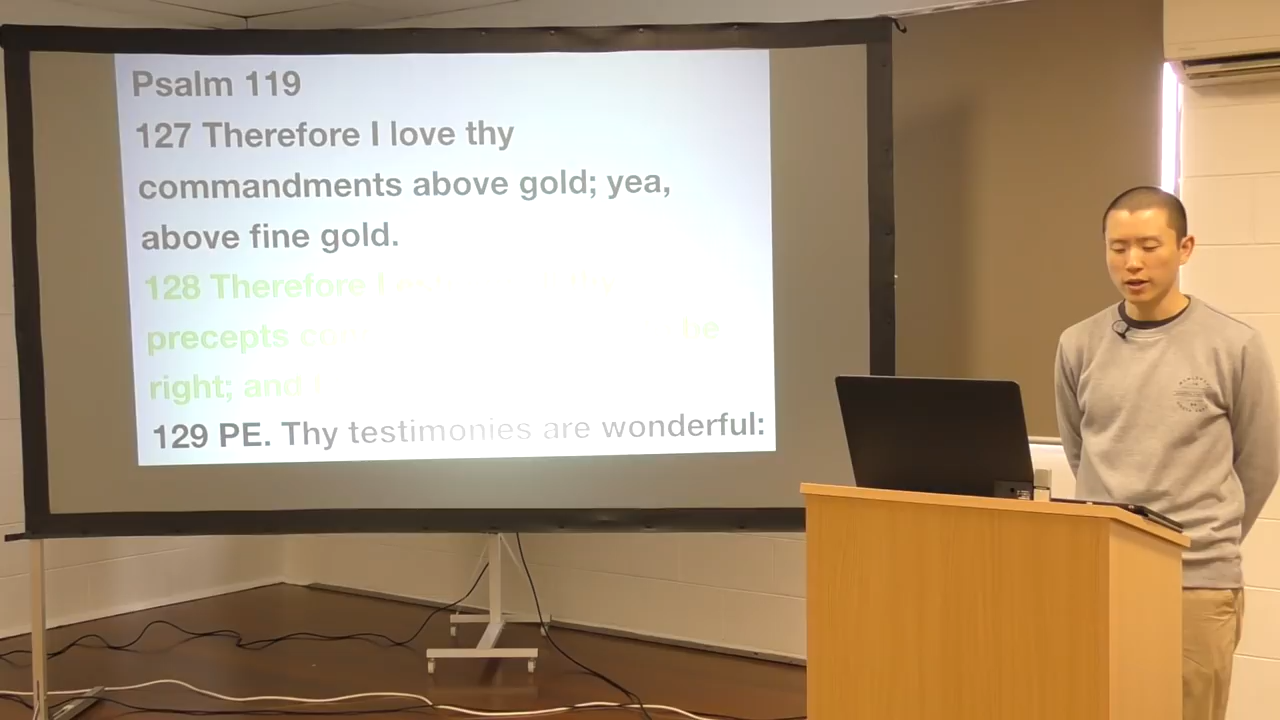 Psalm 119
127 Therefore I love thy
commandments above gold; yea,
above fine gold.
128 Therefore I
precepts be
right; and I
129 PE. Thy testimonies are wonderful: